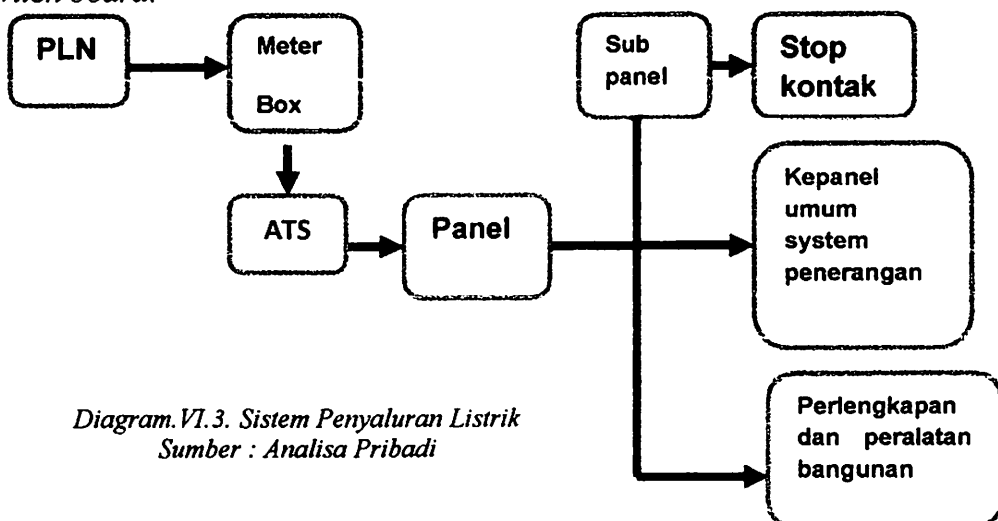 PLN
Meter
Box
ATS
Panel
Sub
panel
Stop
kontak
Kepanel
umum
system
penerangan
Perlengkapan
dan peralatan
bangunan
Diagram.VI.3. Sistem Penyaluran Listrik
Sumber : Analisa Pribadi